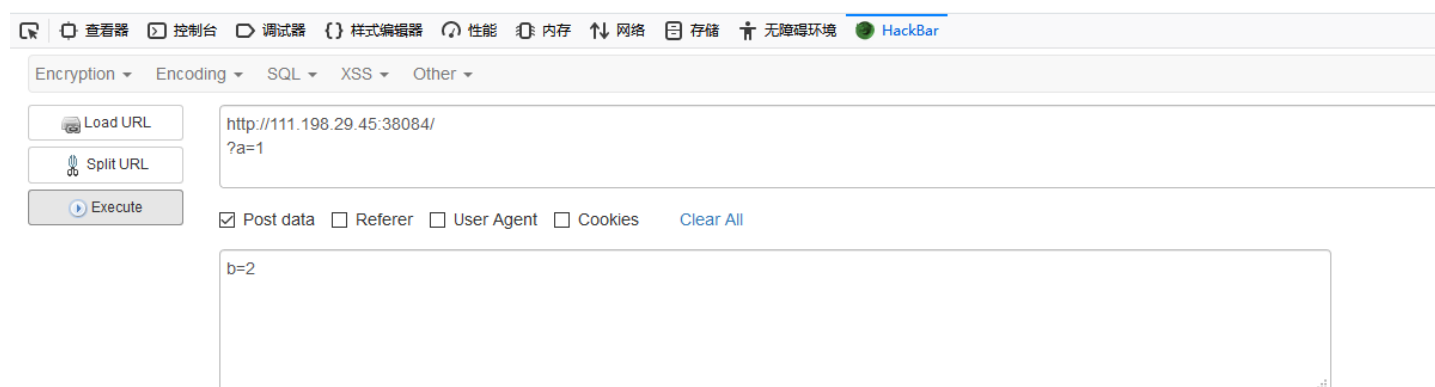 查看器 控制台 调试器 {} 样式编辑器 性能 内存 网络 存储 无障碍环境 HackBar
Encryption Encoding SQL XSS Other
Load URL
http://111.198.29.45:38084/
?a=1
Split URL
Execute
Post data Referer User Agent Cookies Clear All
b=2